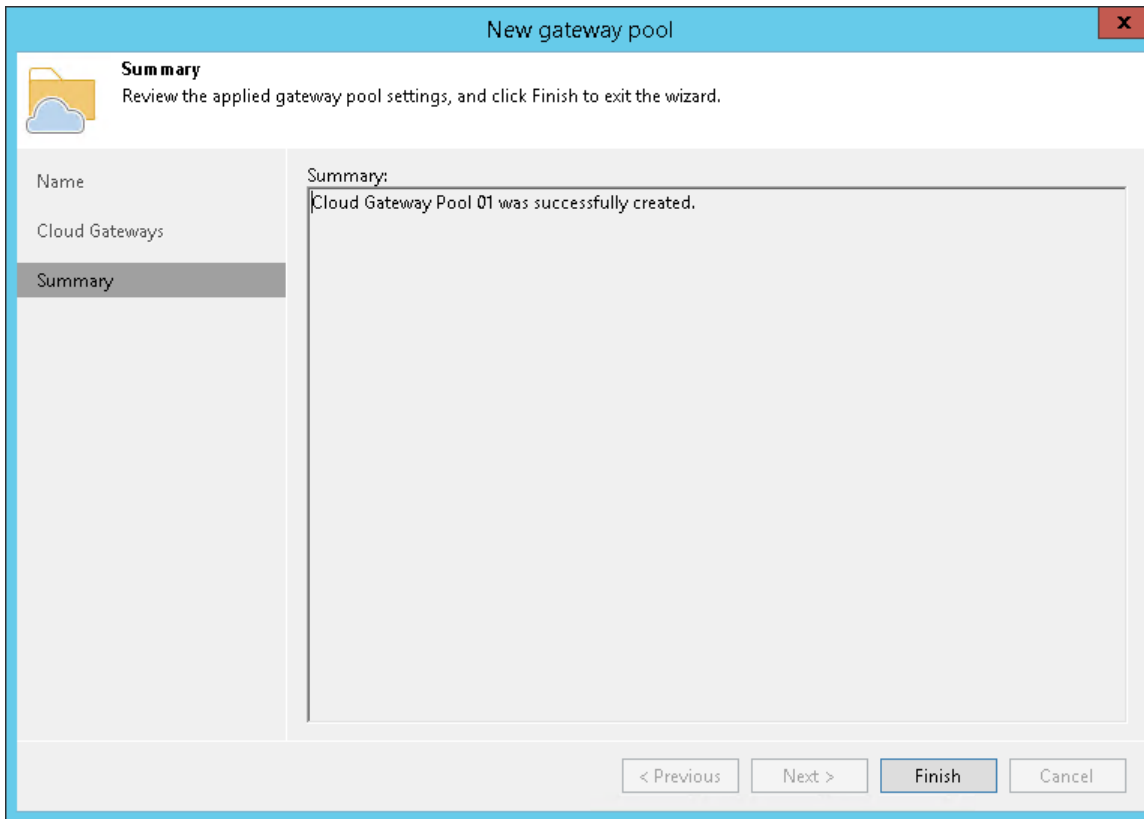 New gateway pool
x
Summary
Review the applied gateway pool settings, and click Finish to exit the wizard.
Name
Cloud Gateways
Summary
Summary:
Cloud Gateway Pool 01 was successfully created.
< Previous
Next >
Finish
Cancel